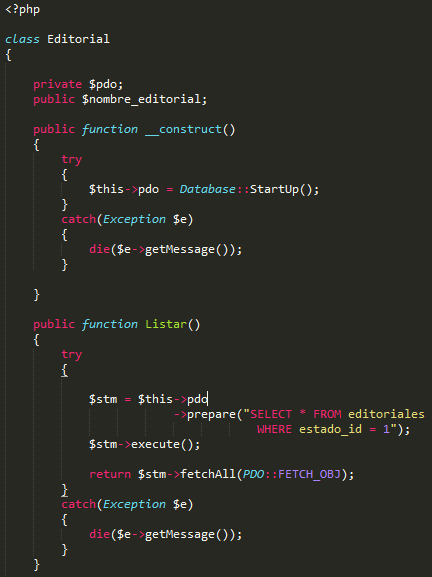 <?php
class Editorial
{
    private $pdo;
    public $nombre_editorial;
    public function __construct()
    {
        try
        {
            $this->pdo = Database::StartUp();
        }
        catch(Exception $e)
        {
            die($e->getMessage());
        }
    }
    public function Listar()
    {
        try
        {
            $stm = $this->pdo
                        ->prepare("SELECT * FROM editoriales
                                    WHERE estado_id = 1");
            $stm->execute();
            return $stm->fetchAll(PDO::FETCH_OBJ);
        }
        catch(Exception $e)
        {
            die($e->getMessage());
        }
    }